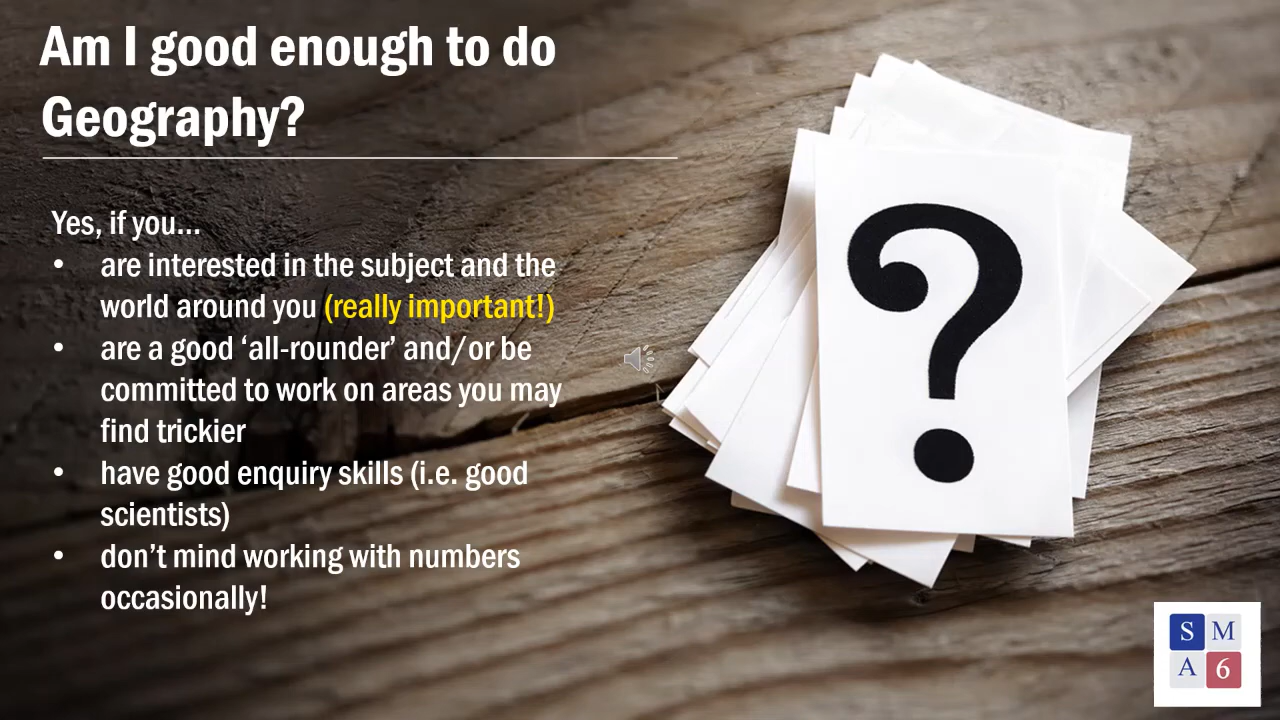 Am I good enough to do
Geography?
Yes, if you...
• are interested in the subject and the
world around you (really important!)
• are a good ‘all-rounder’ and/or be
committed to work on areas you may
find trickier
• have good enquiry skills (i.e. good
scientists)
• don’t mind working with numbers
occasionally!
?
S M
A 6